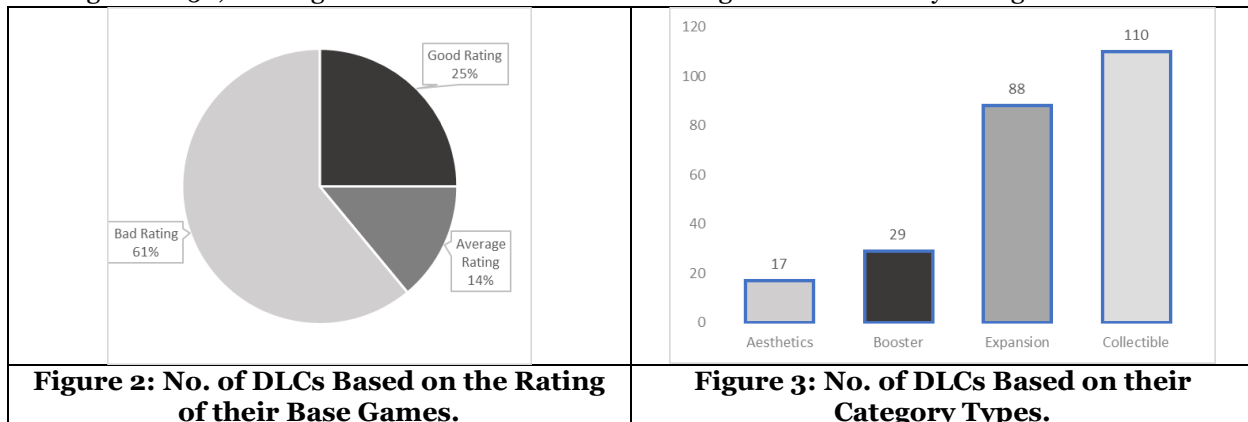 Good Rating
25%
Bad Rating
61%
Average
Rating
14%
Figure 2: No. of DLCs Based on the Rating
of their Base Games.
120
100
80
60
40
20
0
17
29
88
110
Aesthetics
Booster
Expansion
Collectible
Figure 3: No. of DLCs Based on their
Category Types.